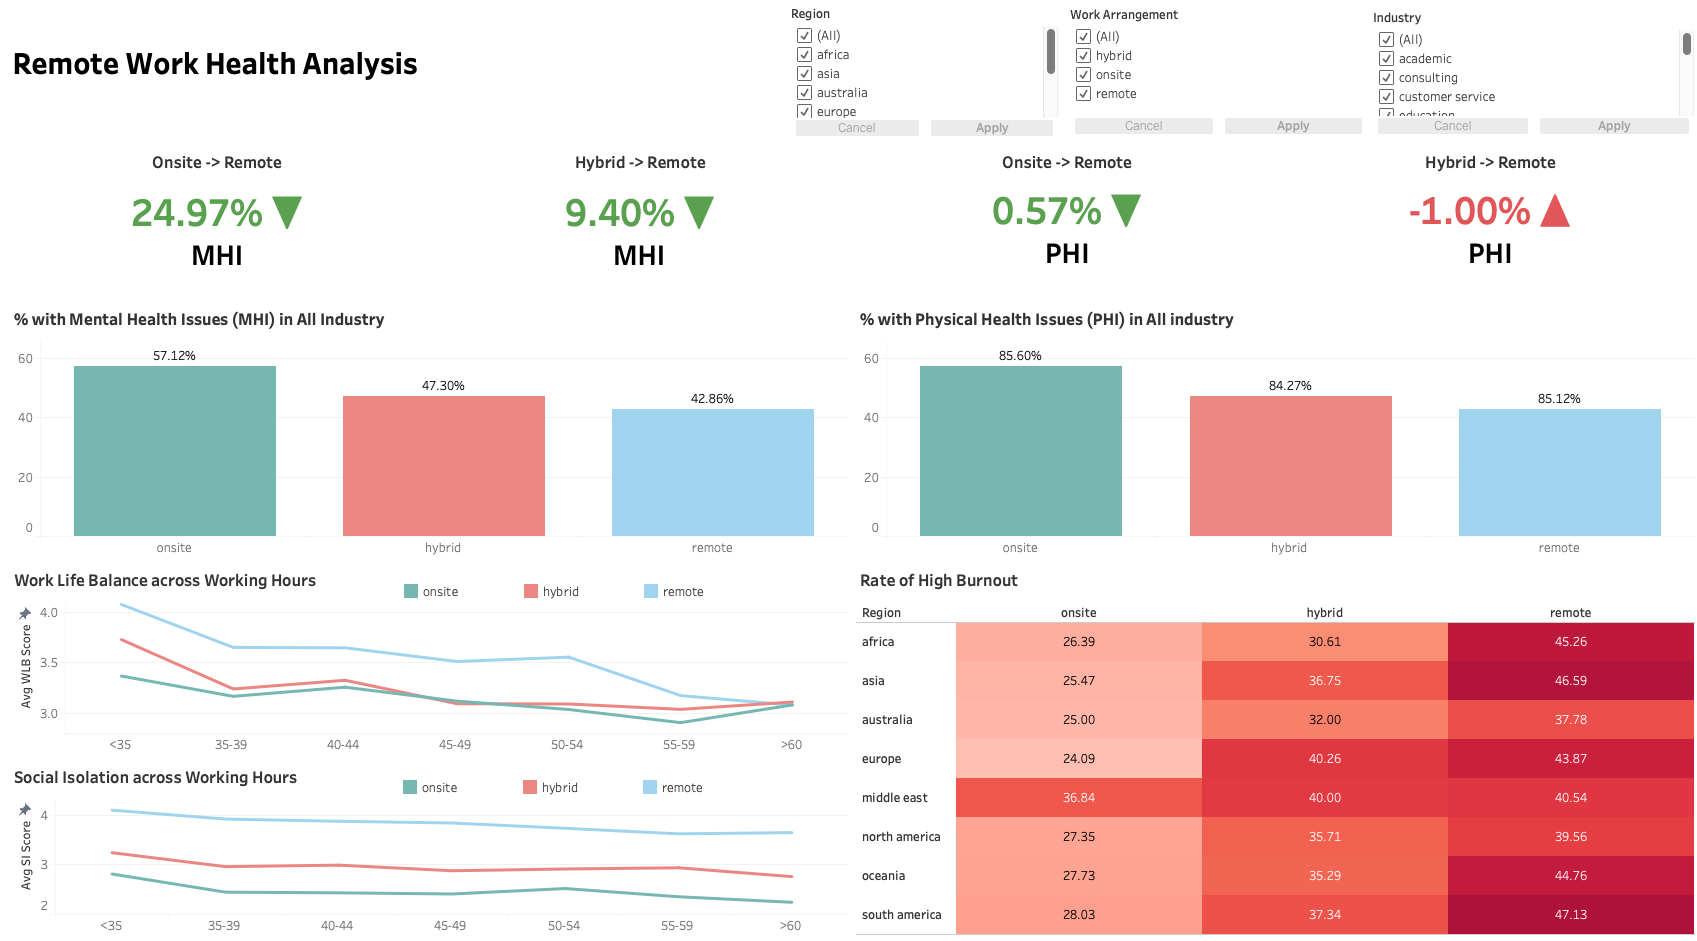 Remote Work Health Analysis
Region
(All)
africa
asia
australia
europe
Cancel
Apply
Work Arrangement
(All)
hybrid
onsite
remote
Cancel
Apply
Industry
(All)
academic
consulting
customer service
education
Cancel
Apply
Onsite -> Remote
24.97% ▼
MHI
Hybrid -> Remote
9.40% ▼
MHI
Onsite -> Remote
0.57% ▼
PHI
Hybrid -> Remote
-1.00% ▲
PHI
% with Mental Health Issues (MHI) in All Industry
60
40
20
0
57.12%
47.30%
42.86%
onsite
hybrid
remote
% with Physical Health Issues (PHI) in All industry
60
40
20
0
85.60%
84.27%
85.12%
onsite
hybrid
remote
Work Life Balance across Working Hours
onsite
hybrid
remote
Avg WLB Score
4.0
3.5
3.0
<35
35-39
40-44
45-49
50-54
55-59
>60
Social Isolation across Working Hours
onsite
hybrid
remote
Avg SI Score
4
3
2
<35
35-39
40-44
45-49
50-54
55-59
>60
Rate of High Burnout
Region onsite hybrid remote
africa 26.39 30.61 45.26
asia 25.47 36.75 46.59
australia 25.00 32.00 37.78
europe 24.09 40.26 43.87
middle east 36.84 40.00 40.54
north america 27.35 35.71 39.56
oceania 27.73 35.29 44.76
south america 28.03 37.34 47.13